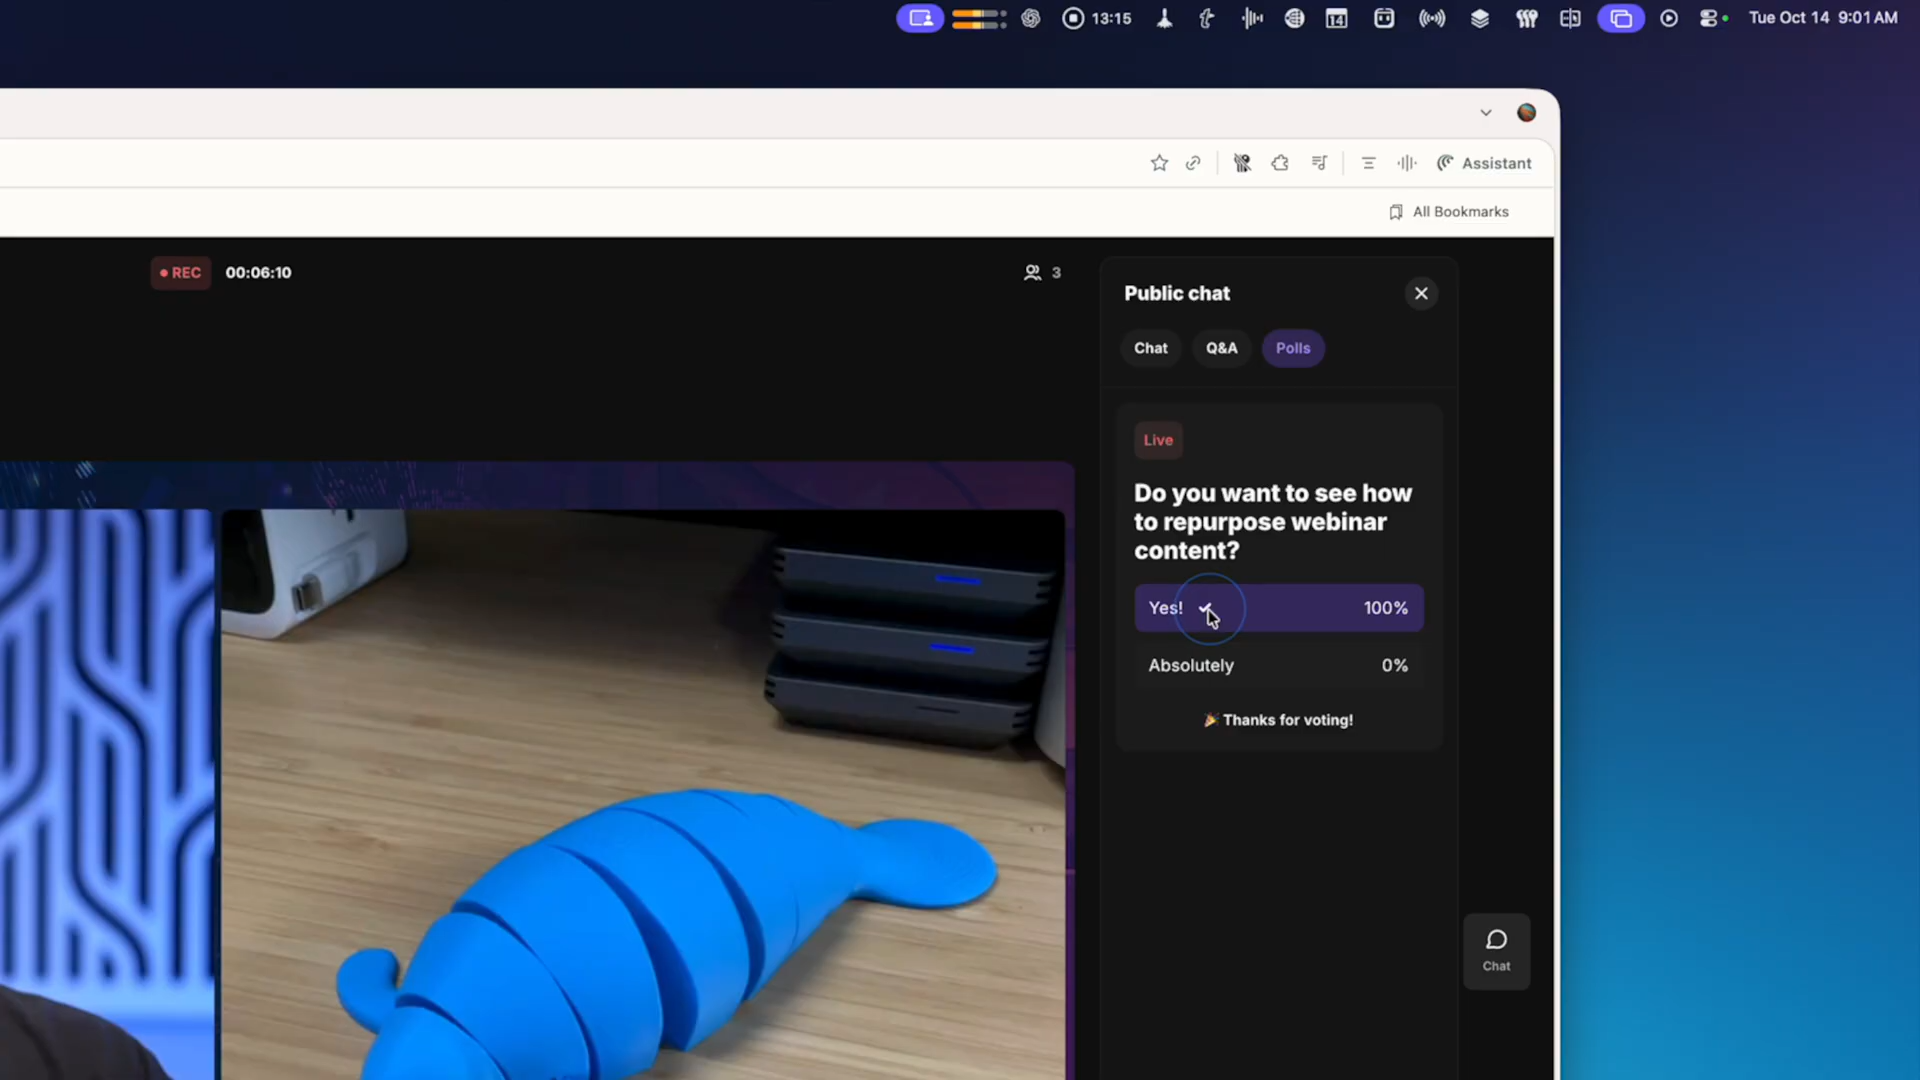 13:15
14
Tue Oct 14 9:01 AM
Assistant
All Bookmarks
REC 00:06:10
3
Public chat
Chat Q&A Polls
Live
Do you want to see how
to repurpose webinar
content?
Yes! 100%
Absolutely 0%
🎉 Thanks for voting!
Chat